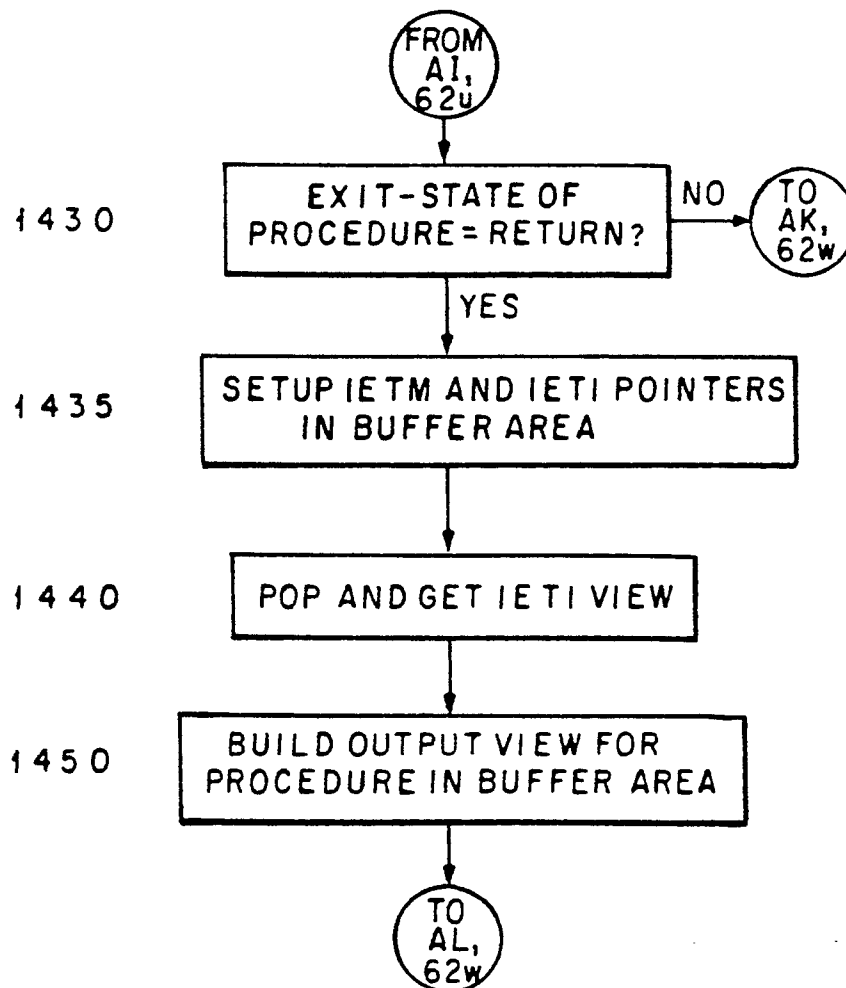 FROM
AI,
62u
1430
EXIT-STATE OF
PROCEDURE = RETURN?
NO
TO
AK,
62w
YES
1435
SETUP IETM AND IETI POINTERS
IN BUFFER AREA
1440
POP AND GET IETI VIEW
1450
BUILD OUTPUT VIEW FOR
PROCEDURE IN BUFFER AREA
TO
AL,
62w